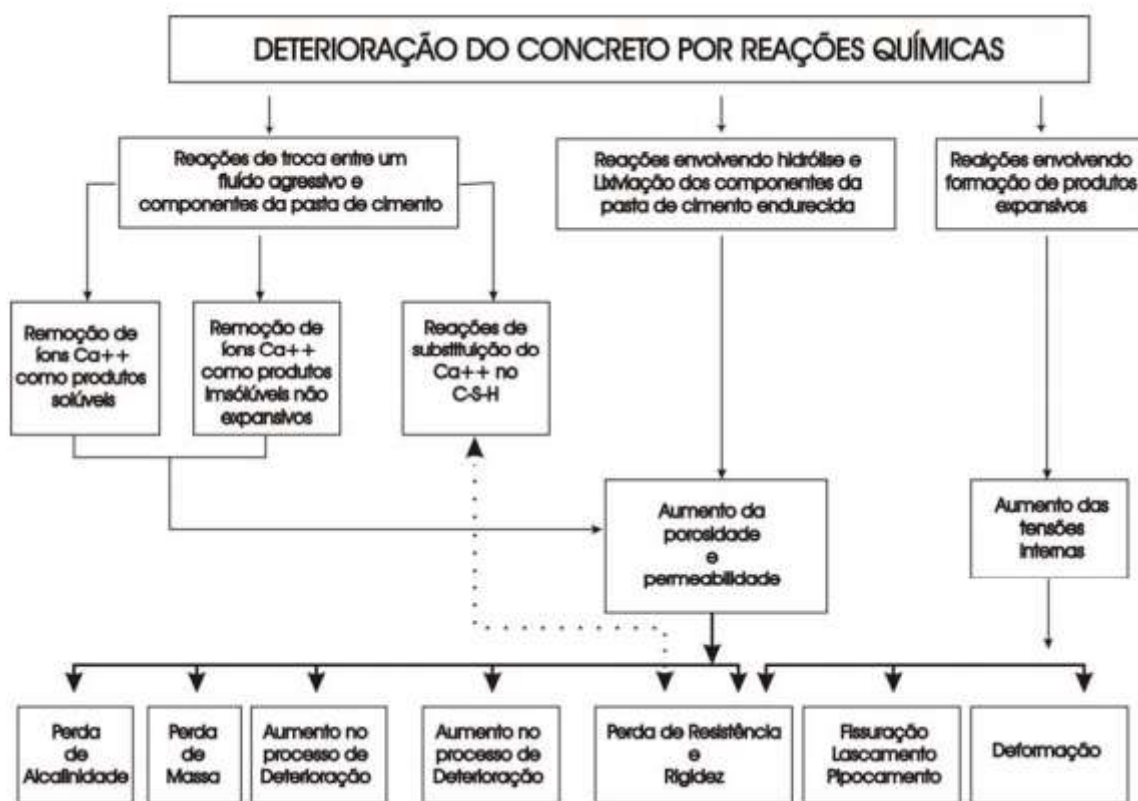 DETERIORAÇÃO DO CONCRETO POR REAÇÕES QUÍMICAS
Reações de troca entre um
fluído agressivo e
componentes da pasta de cimento
Reações envolvendo hidrólise e
Lixiviação dos componentes da
pasta de cimento endurecida
Reaições envolvendo
formação de produtos
expansivos
Remoção de
íons Ca++
como produtos
solúveis
Remoção de
íons Ca++
como produtos
imsólúveis não
expansivos
Reações de
substituição do
Ca++ no
C-S-H
Aumento da
porosidade
e
permeabilidade
Aumento das
tensões
internas
Perda
de
Alcalinidade
Perda
de
Massa
Aumento no
processo de
Deterioração
Aumento no
processo de
Deterioração
Perda de Resistência
e
Rigidez
Fissuração
Lascamento
Pipocamento
Deformação